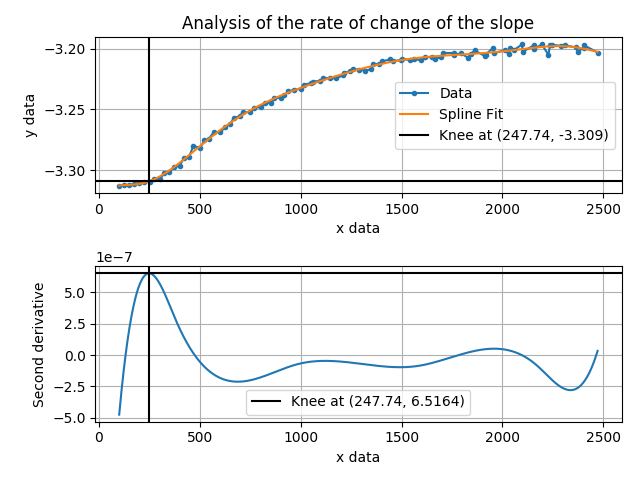 Analysis of the rate of change of the slope
y data
−3.20
−3.25
−3.30
Data
Spline Fit
Knee at (247.74, -3.309)
0 500 1000 1500 2000 2500
x data
1e−7
Second derivative
5.0
2.5
0.0
−2.5
−5.0
Knee at (247.74, 6.5164)
0 500 1000 1500 2000 2500
x data